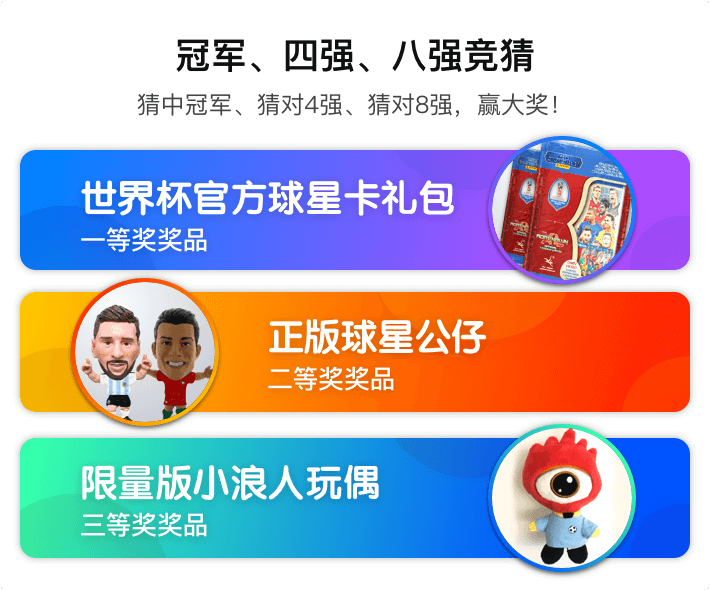 冠军、四强、八强竞猜
猜中冠军、猜对4强、猜对8强，赢大奖！
世界杯官方球星卡礼包
一等奖奖品
正版球星公仔
二等奖奖品
限量版小浪人玩偶
三等奖奖品